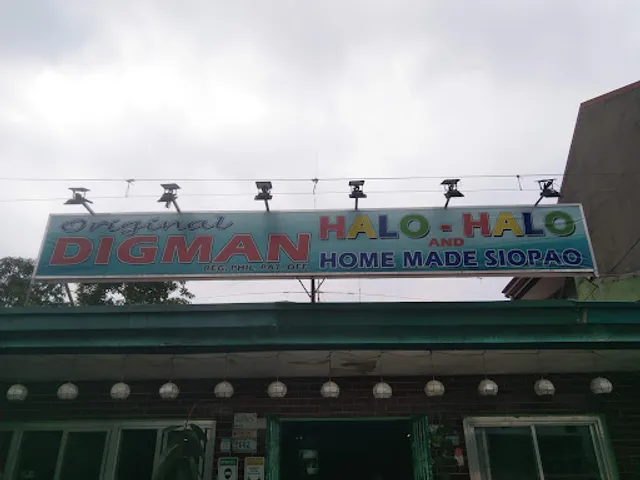 Original
DIGMAN
REG. PHIL. PAT. OFF.
HALO-HALO
AND
HOME MADE SIOPAO